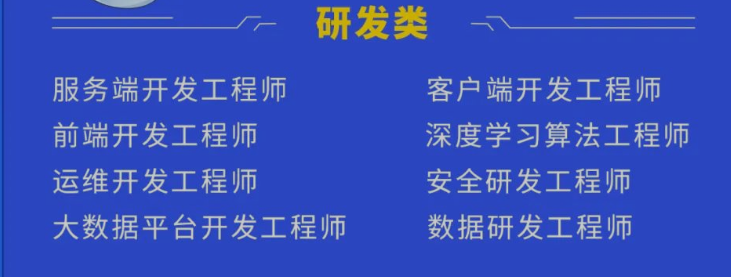 研发类
服务端开发工程师
客户端开发工程师
前端开发工程师
深度学习算法工程师
运维开发工程师
安全研发工程师
大数据平台开发工程师
数据研发工程师